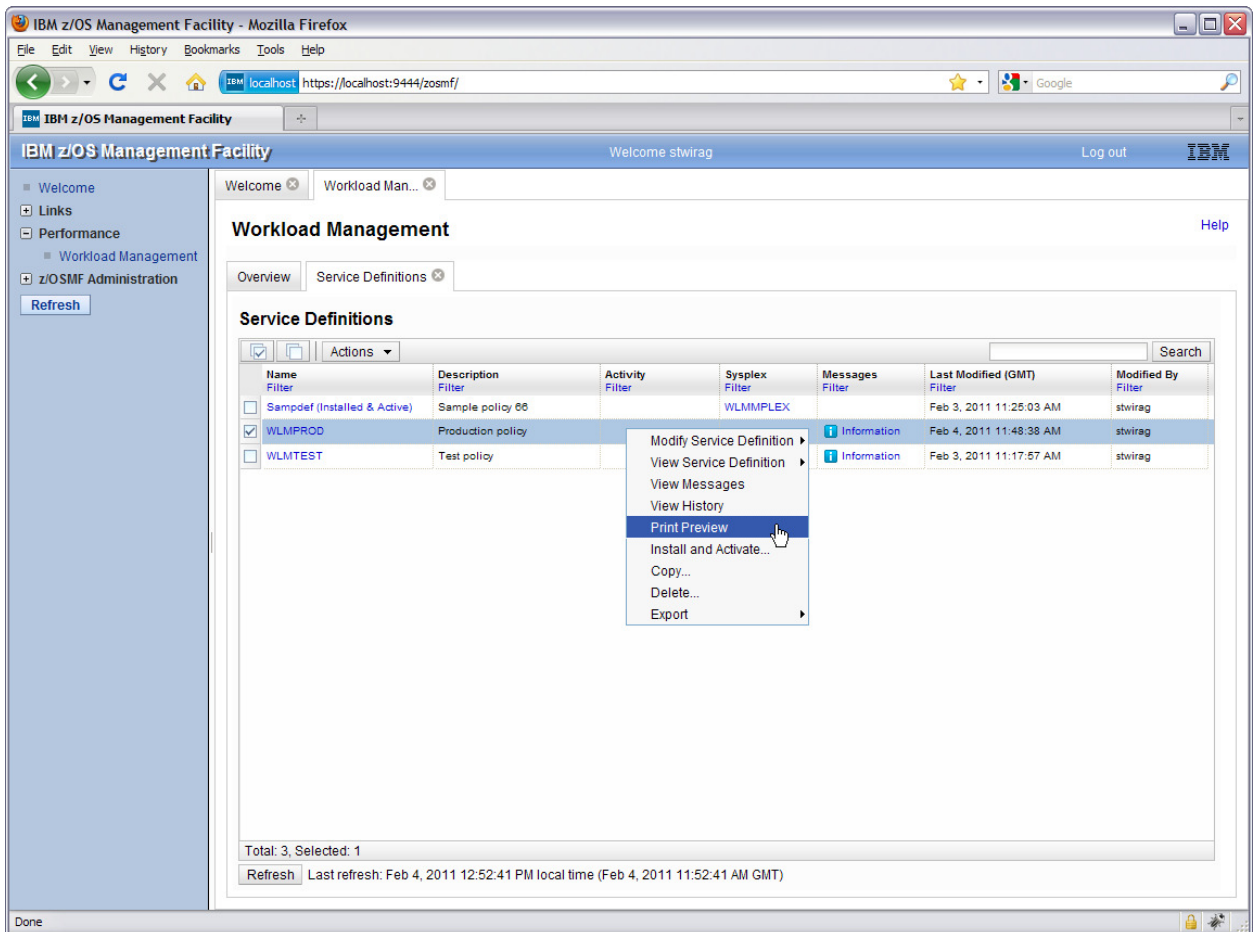 IBM z/OS Management Facility - Mozilla Firefox
File Edit View History Bookmarks Tools Help
IBM localhost https://localhost:9444/zosmf/ Google
IBM IBM z/OS Management Facility
IBM z/OS Management Facility Welcome stwirag Log out IBM
Welcome
Links
Performance
Workload Management
z/OSMF Administration
Refresh
Welcome Workload Man...
Workload Management Help
Overview Service Definitions
Service Definitions
Actions Search
Name Description Activity Sysplex Messages Last Modified (GMT) Modified By
Filter Filter Filter Filter Filter Filter Filter
Sampdef (Installed & Active) Sample policy 66 WLMMPLEX Feb 3, 2011 11:25:03 AM stwirag
WLMPROD Production policy Information Feb 4, 2011 11:48:38 AM stwirag
WLMTEST Test policy Information Feb 3, 2011 11:17:57 AM stwirag
Modify Service Definition
View Service Definition
View Messages
View History
Print Preview
Install and Activate...
Copy...
Delete...
Export
Total: 3, Selected: 1
Refresh Last refresh: Feb 4, 2011 12:52:41 PM local time (Feb 4, 2011 11:52:41 AM GMT)
Done